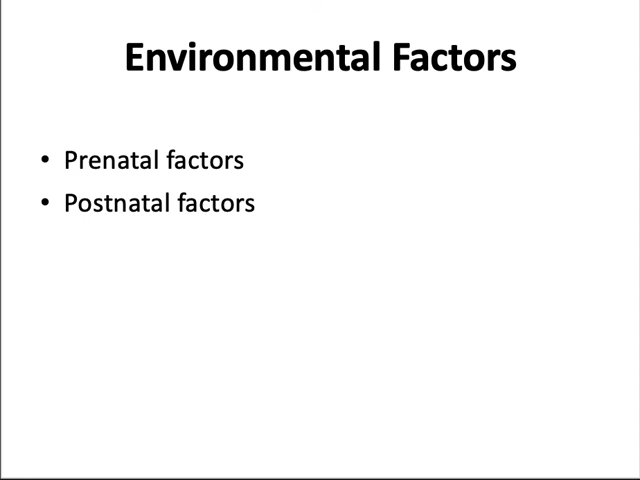 Environmental Factors
• Prenatal factors
• Postnatal factors